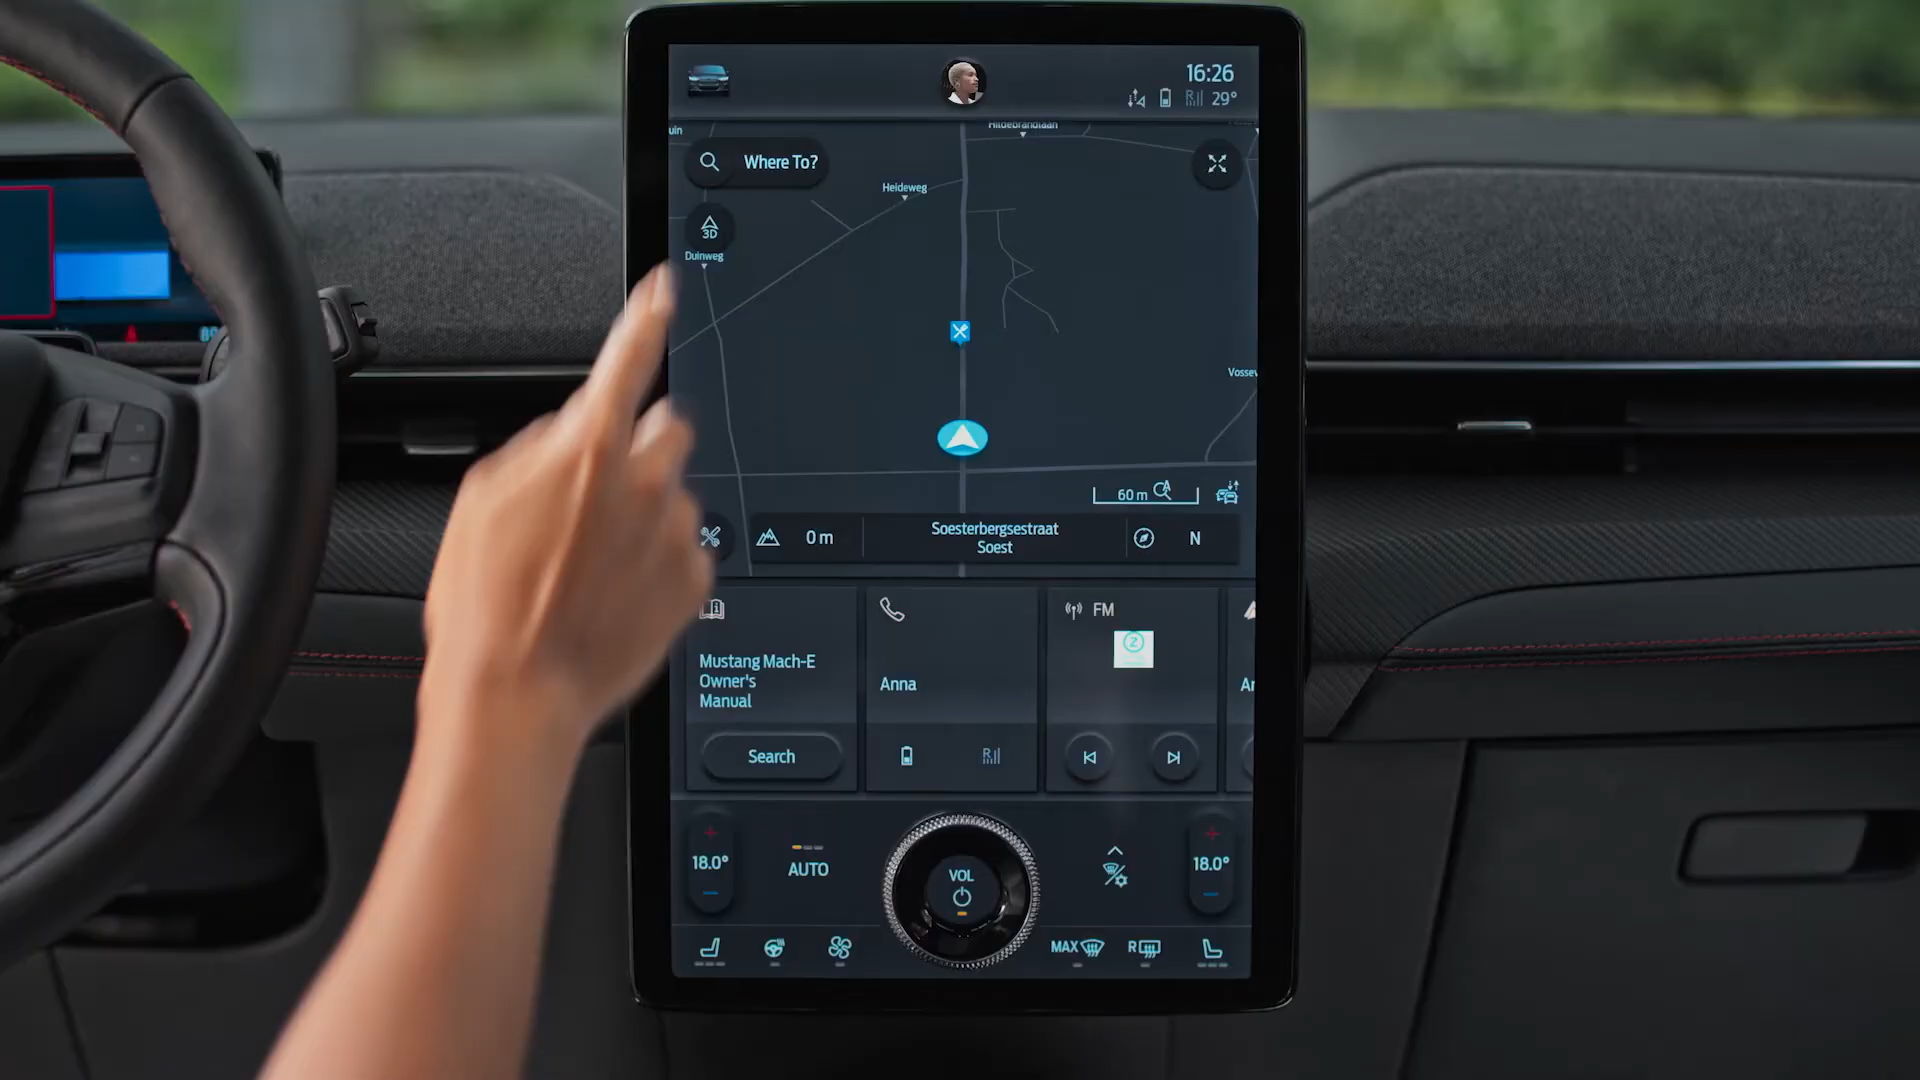 16:26
29°
Hildebrandlaan
Where To?
Heideweg
3D
Duinweg
60 m
0 m
Soesterbergsestraat
Soest
N
FM
Z
Mustang Mach-E
Owner's
Manual
Anna
Search
R
+
18.0°
AUTO
VOL
+
18.0°
MAX
R